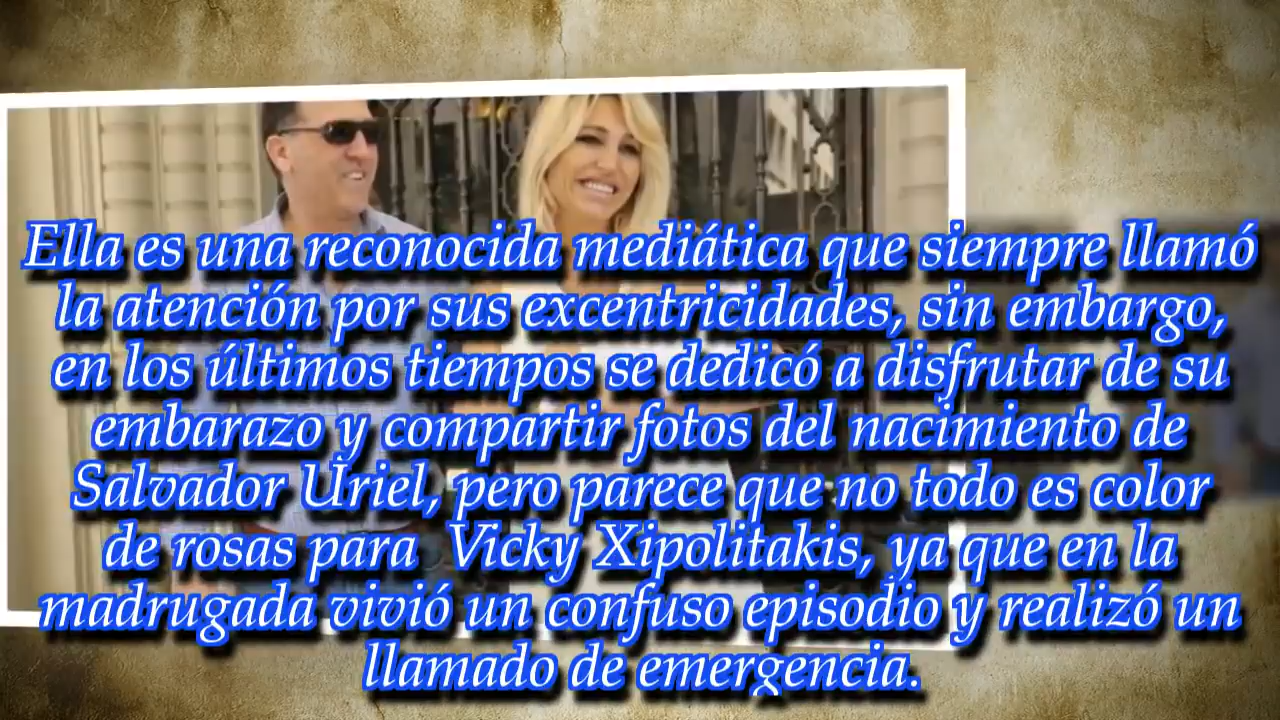 Ella es una reconocida mediática que siempre llamó
la atención por sus excentricidades, sin embargo,
en los últimos tiempos se dedicó a disfrutar de su
embarazo y compartir fotos del nacimiento de
Salvador Uriel, pero parece que no todo es color
de rosas para Vicky Xipolitakis, ya que en la
madrugada vivió un confuso episodio y realizó un
llamado de emergencia.